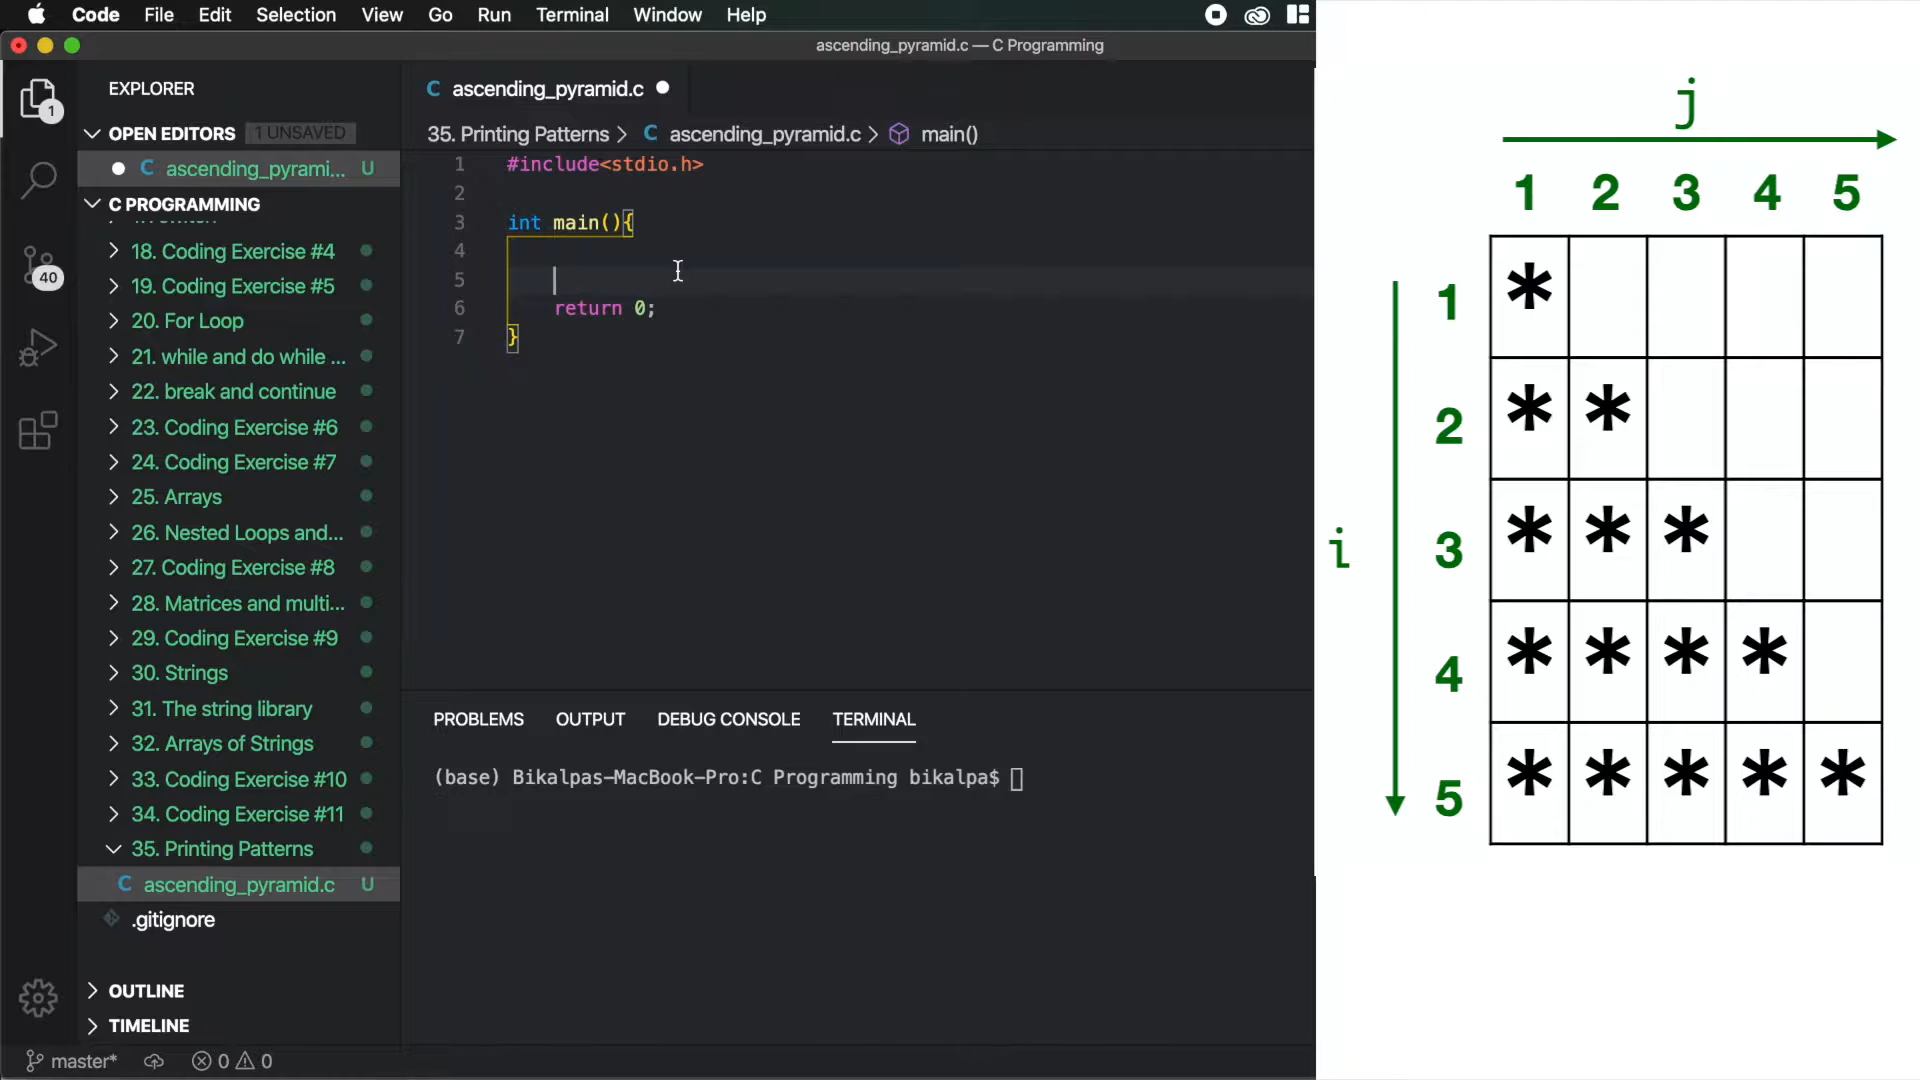 Code File Edit Selection View Go Run Terminal Window Help
ascending_pyramid.c — C Programming
EXPLORER
1
OPEN EDITORS 1 UNSAVED
ascending_pyrami... U
C PROGRAMMING
18. Coding Exercise #4
40
19. Coding Exercise #5
20. For Loop
21. while and do while ...
22. break and continue
23. Coding Exercise #6
24. Coding Exercise #7
25. Arrays
26. Nested Loops and...
27. Coding Exercise #8
28. Matrices and multi...
29. Coding Exercise #9
30. Strings
31. The string library
32. Arrays of Strings
33. Coding Exercise #10
34. Coding Exercise #11
35. Printing Patterns
C ascending_pyramid.c U
.gitignore
OUTLINE
TIMELINE
master* 0 0
C ascending_pyramid.c
35. Printing Patterns > C ascending_pyramid.c > main()
1 #include<stdio.h>
2
3 int main(){
4
5
6 return 0;
7 }
PROBLEMS OUTPUT DEBUG CONSOLE TERMINAL
(base) Bikalpas-MacBook-Pro:C Programming bikalpa$
j
1 2 3 4 5
1 *
2 * *
i
3 * * *
4 * * * *
5 * * * * *